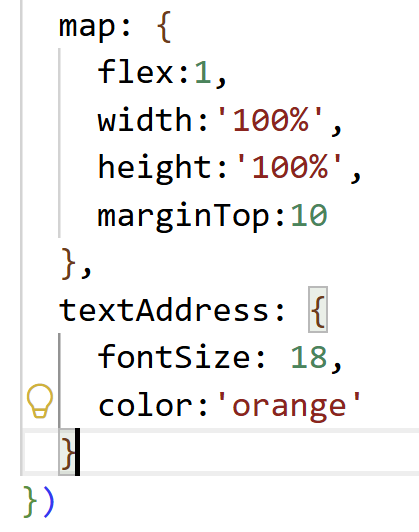 map: {
flex:1,
width:'100%',
height:'100%',
marginTop:10
},
textAddress: {
fontSize: 18,
color:'orange'
}
})